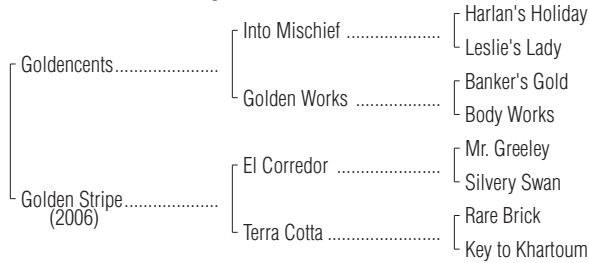 Harlan's Holiday
Into Mischief ..................
Leslie's Lady
Goldencents.....................
Banker's Gold
Golden Works ................
Body Works
Mr. Greeley
El Corredor ....................
Silvery Swan
Golden Stripe...................
(2006)
Rare Brick
Terra Cotta .....................
Key to Khartoum